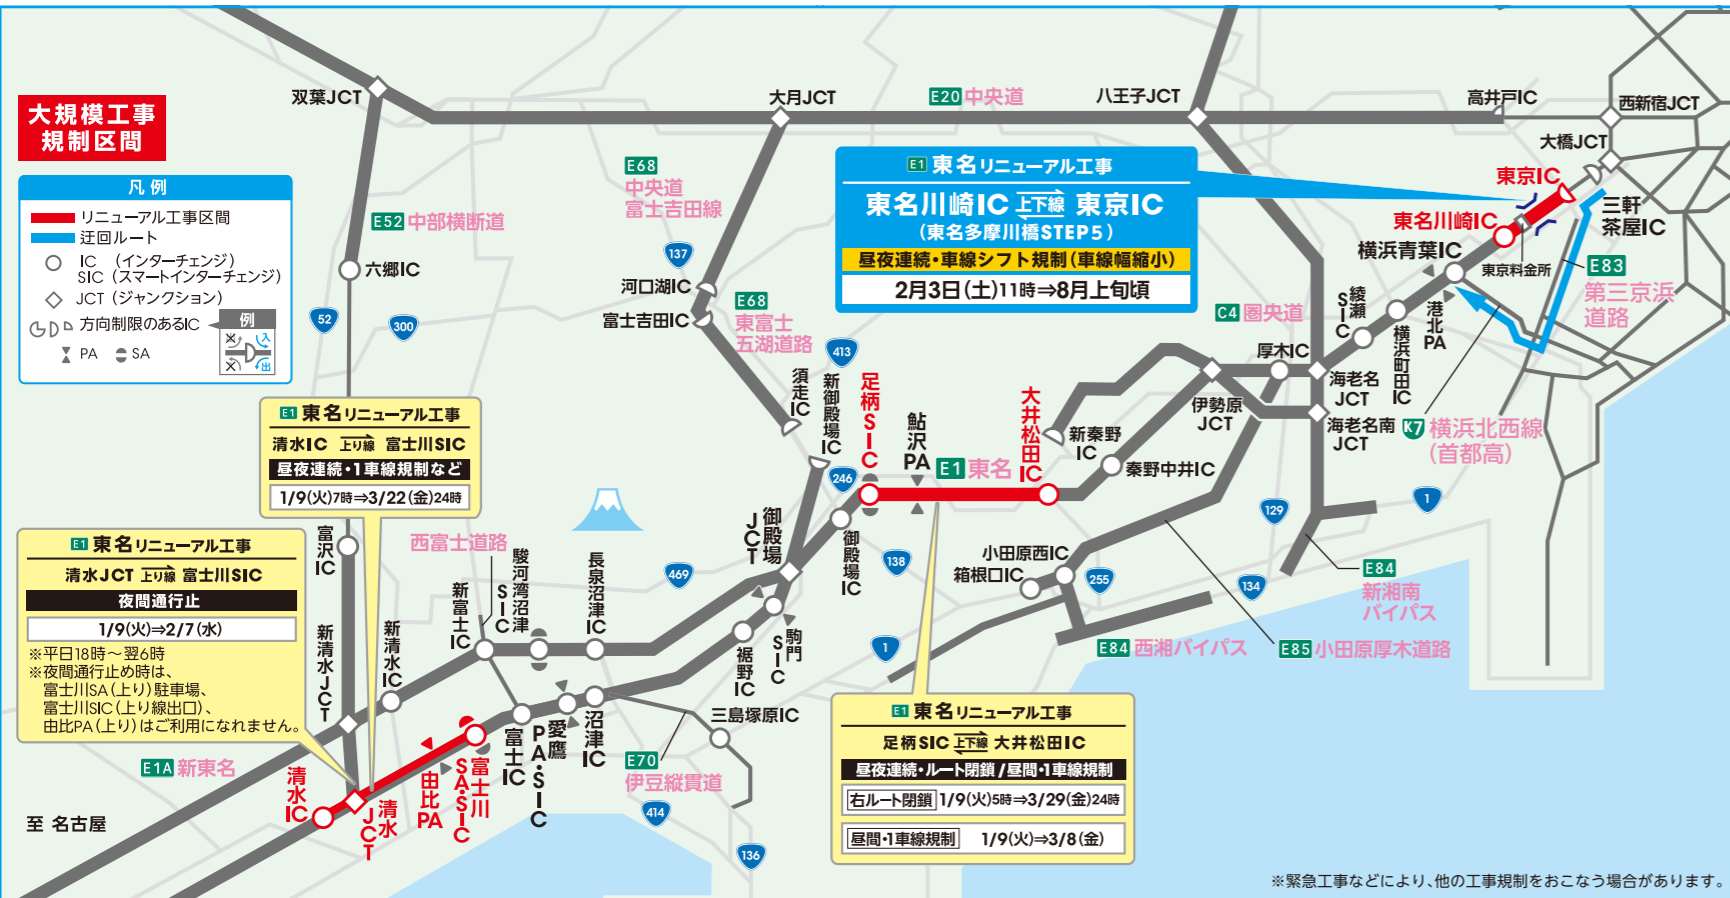 大規模工事
規制区間
凡例
リニューアル工事区間
迂回ルート
IC （インターチェンジ）
SIC （スマートインターチェンジ）
JCT （ジャンクション）
方向制限のあるIC
例
入
出
PA
SA
双葉JCT
大月JCT
E20 中央道
八王子JCT
高井戸IC
西新宿JCT
大橋JCT
E68
中央道
富士吉田線
E52 中部横断道
137
六郷IC
河口湖IC
富士吉田IC
52
300
E68
東富士
五湖道路
413
須走IC
新御殿場IC
E1 東名リニューアル工事
東名川崎IC 上下線 東京IC
（東名多摩川橋STEP5）
昼夜連続・車線シフト規制（車線幅縮小）
2月3日（土）11時⇒8月上旬頃
東京IC
東名川崎IC
三軒
茶屋IC
横浜青葉IC
東京料金所
E83
第三京浜
道路
綾瀬SIC
横浜町田IC
港北PA
C4 圏央道
厚木IC
海老名
JCT
伊勢原
JCT
海老名南
JCT
K7 横浜北西線
（首都高）
足柄SIC
鮎沢PA
大井松田IC
新秦野
IC
秦野中井IC
E1 東名
246
E1 東名リニューアル工事
清水IC 上り線 富士川SIC
昼夜連続・1車線規制など
1/9(火)7時⇒3/22(金)24時
E1 東名リニューアル工事
清水JCT 上り線 富士川SIC
夜間通行止
1/9(火)⇒2/7(水)
※平日18時～翌6時
※夜間通行止め時は、
富士川SA（上り）駐車場、
富士川SIC（上り線出口）、
由比PA（上り）はご利用になれません。
富沢IC
新清水JCT
新清水IC
西富士道路
新富士IC
駿河湾沼津SIC
長泉沼津IC
469
御殿場JCT
御殿場IC
138
駒門SIC
裾野IC
小田原西IC
箱根口IC
255
129
134
1
1
E84
新湘南
バイパス
E84 西湘バイパス
E85 小田原厚木道路
三島塚原IC
E70
伊豆縦貫道
414
136
沼津IC
愛鷹PA・SIC
富士IC
富士川SA・SIC
由比PA
清水JCT
清水IC
E1A 新東名
至 名古屋
E1 東名リニューアル工事
足柄SIC 上下線 大井松田IC
昼夜連続・ルート閉鎖/昼間・1車線規制
右ルート閉鎖 1/9(火)5時⇒3/29(金)24時
昼間・1車線規制 1/9(火)⇒3/8(金)
※緊急工事などにより、他の工事規制をおこなう場合があります。